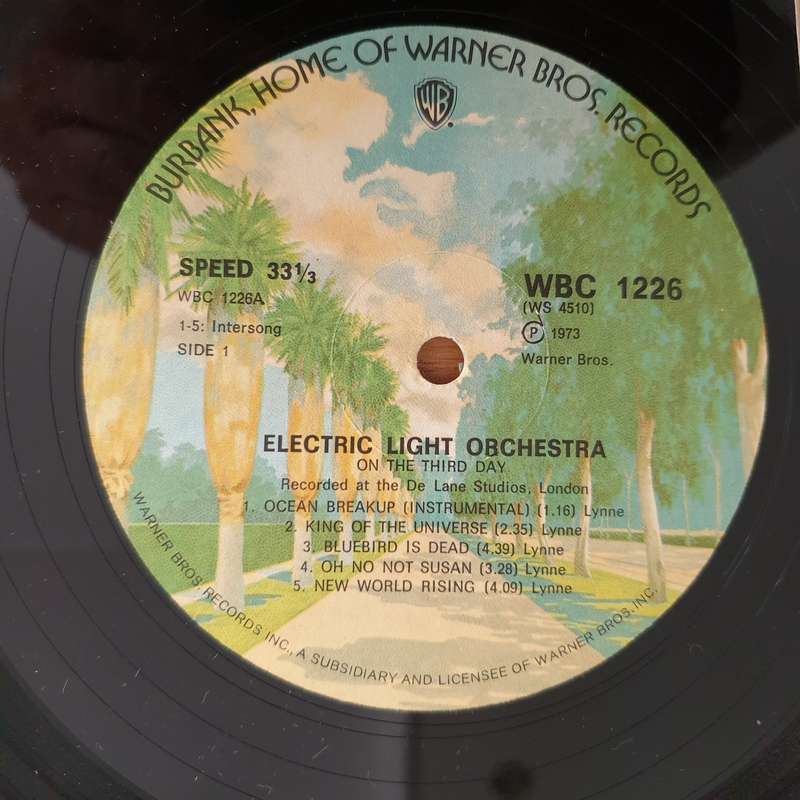 BURBANK, HOME OF WARNER BROS. RECORDS
WB
SPEED 33⅓
WBC 1226A
1-5: Intersong
SIDE 1
WBC 1226
(WS 4510)
Ⓟ 1973
Warner Bros.
ELECTRIC LIGHT OBCHESTRA
ON THE THIRD DAY
Recorded at the De Lane Studios, London
1. OCEAN BREAKUP (INSTRUMENTAL) (1.16) Lynne
2. KING OF THE UNIVERSE (2.35) Lynne
3. BLUEBIRD IS DEAD (4.39) Lynne
4. OH NO NOT SUSAN (3.28) Lynne
5. NEW WORLD RISING (4.09) Lynne
WARNER BROS. RECORDS INC., A SUBSIDIARY AND LICENSEE OF WARNER BROS. INC.